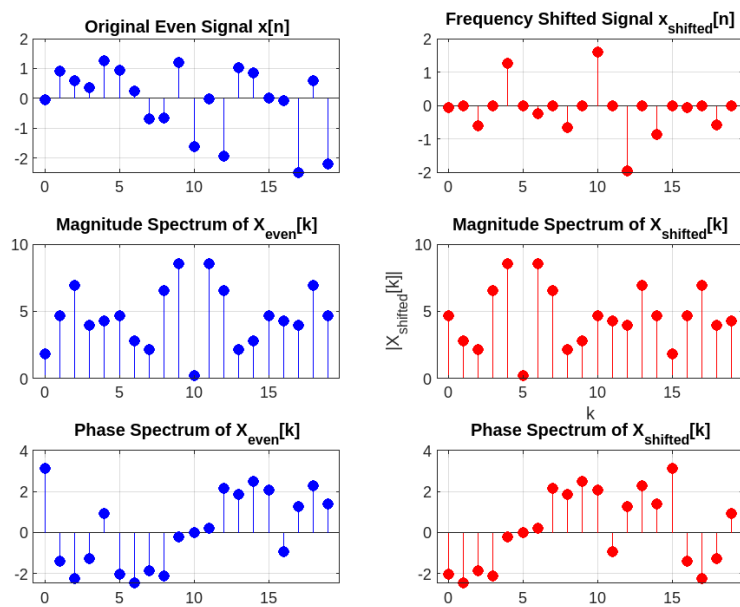 Original Even Signal x[n]
2
1
0
-1
-2
0 5 10 15
Frequency Shifted Signal x_shifted[n]
2
1
0
-1
-2
0 5 10 15
Magnitude Spectrum of X_even[k]
10
5
0
0 5 10 15
Magnitude Spectrum of X_shifted[k]
|X_shifted[k]|
10
5
0
0 5 10 15
k
Phase Spectrum of X_even[k]
4
2
0
-2
0 5 10 15
Phase Spectrum of X_shifted[k]
4
2
0
-2
0 5 10 15